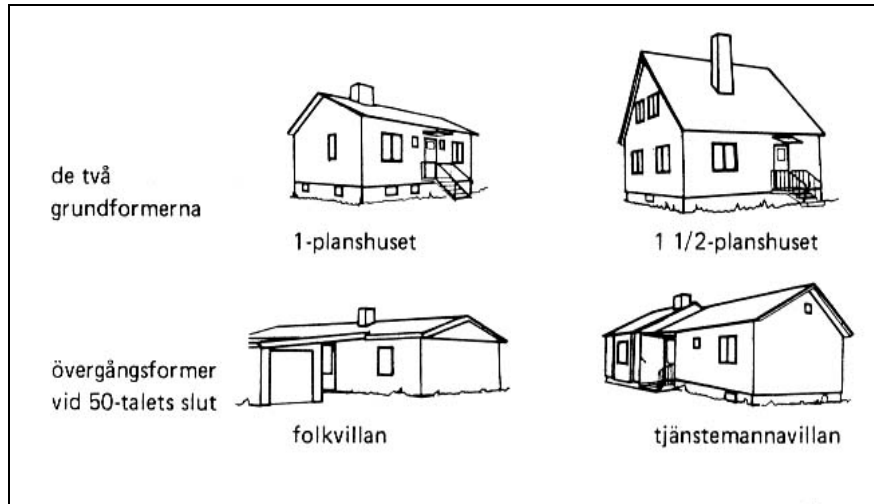 de två
grundformerna
1-planshuset
1 1/2-planshuset
övergångsformer
vid 50-talets slut
folkvillan
tjänstemannavillan